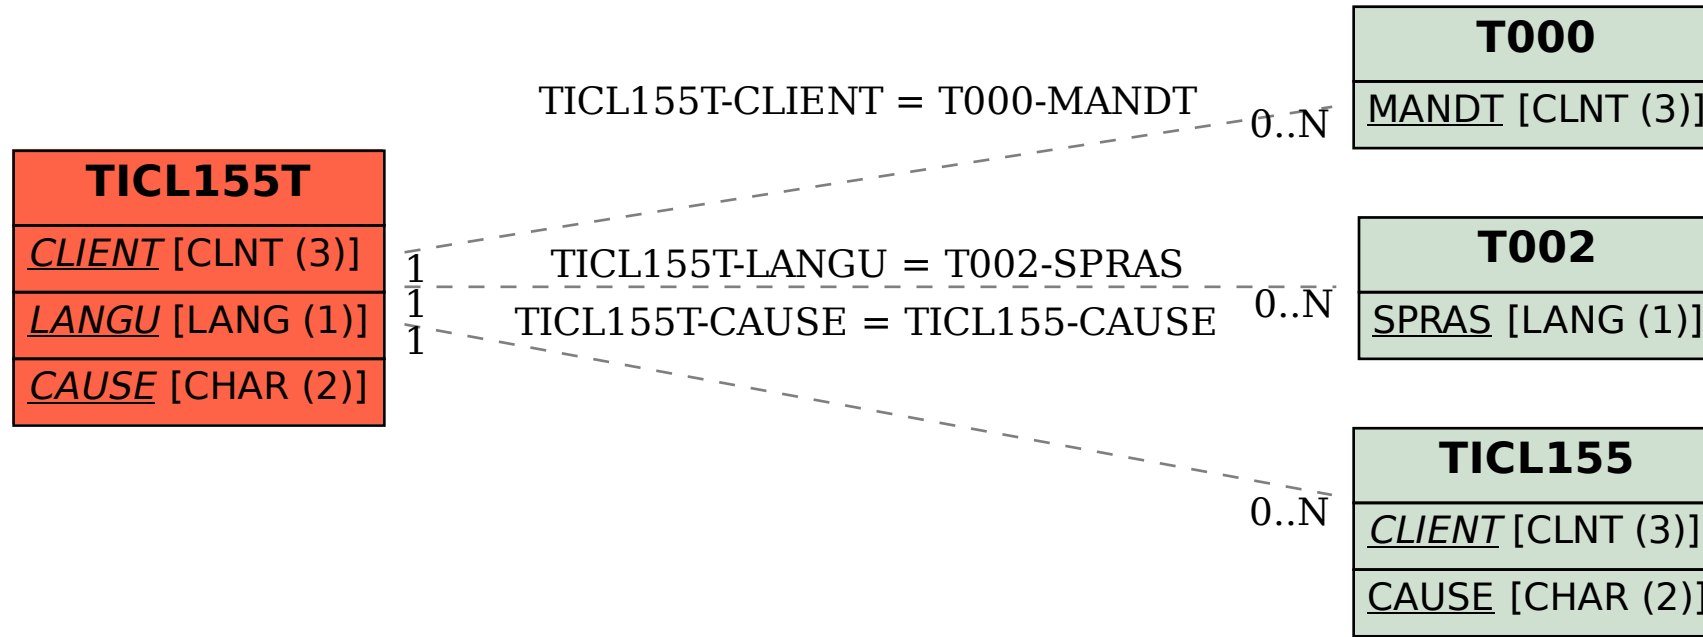 TICL155T
CLIENT [CLNT (3)]
LANGU [LANG (1)]
CAUSE [CHAR (2)]
TICL155T-CLIENT = T000-MANDT
1
0..N
TICL155T-LANGU = T002-SPRAS
1
0..N
TICL155T-CAUSE = TICL155-CAUSE
1
0..N
T000
MANDT [CLNT (3)]
T002
SPRAS [LANG (1)]
TICL155
CLIENT [CLNT (3)]
CAUSE [CHAR (2)]